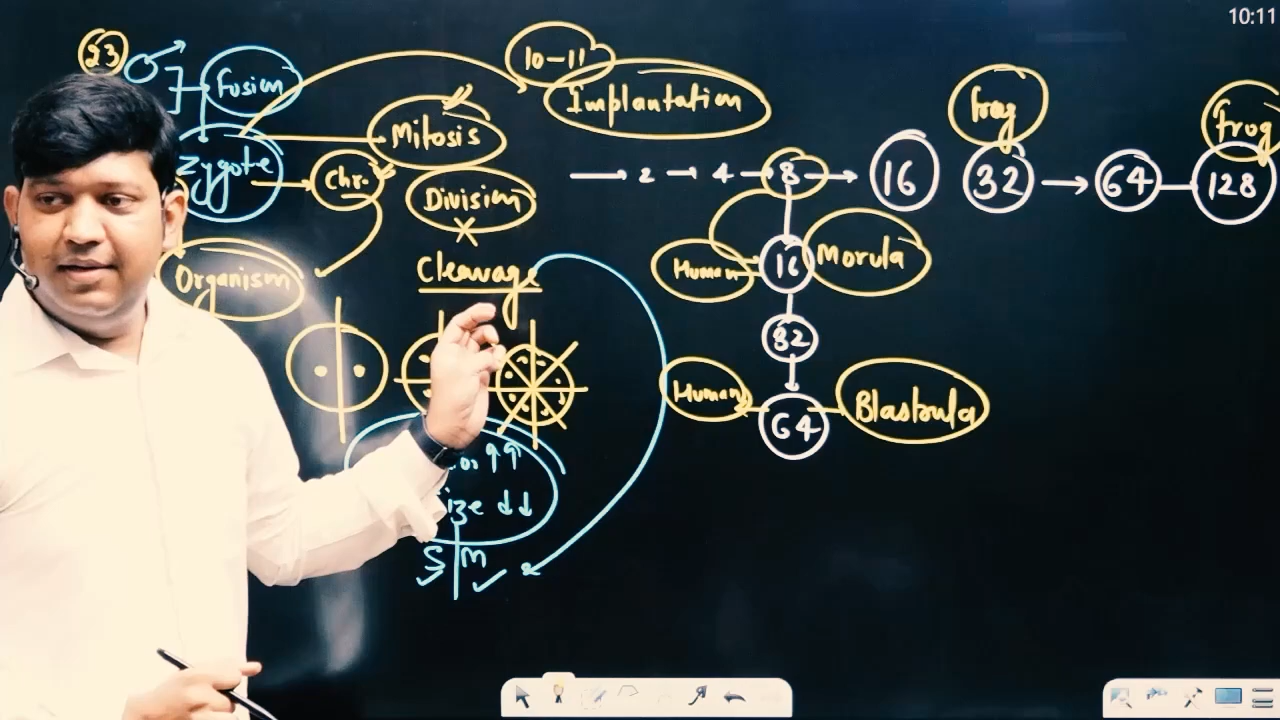 10:11
23
Fusion
10-11
Implantation
Mitosis
Zygote
Chr.
Division
Organism
Cleavage
2 → 4 → 8 → 16
Frog
32 → 64 - 128
Frog
Human 16 Morula
32
Human 64 Blastula
↑↑
↓↓
S M